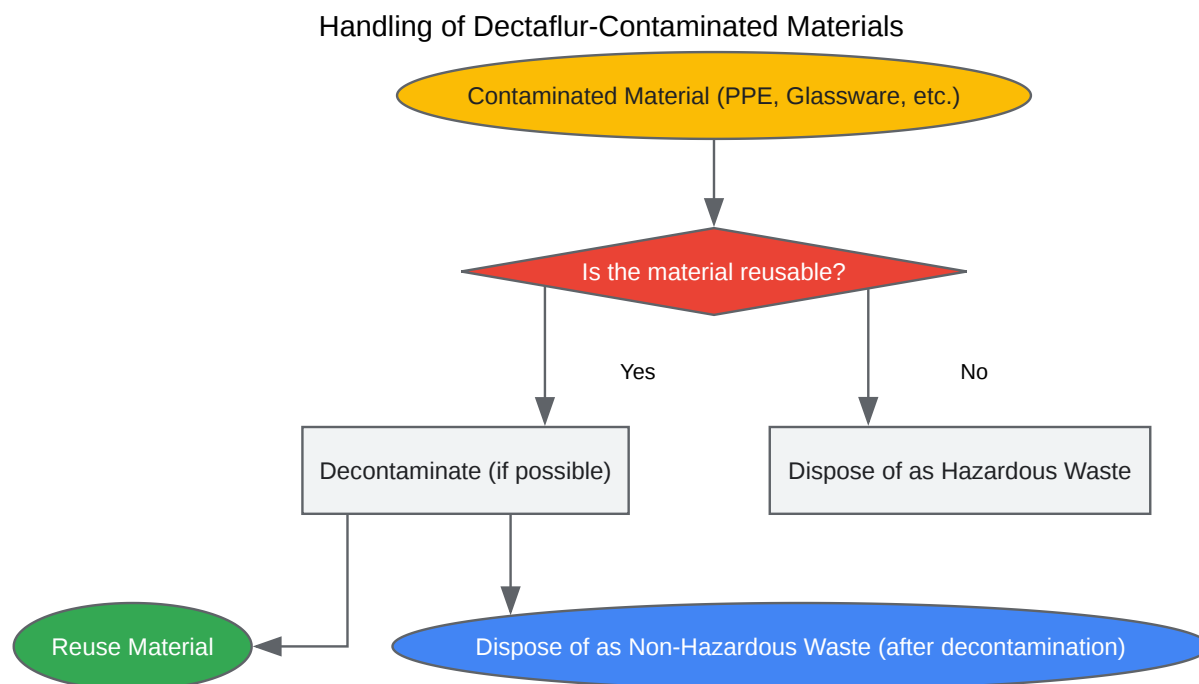 Handling of Dectaflur-Contaminated Materials
Contaminated Material (PPE, Glassware, etc.)
Is the material reusable?
Yes
No
Decontaminate (if possible)
Dispose of as Hazardous Waste
Reuse Material
Dispose of as Non-Hazardous Waste (after decontamination)